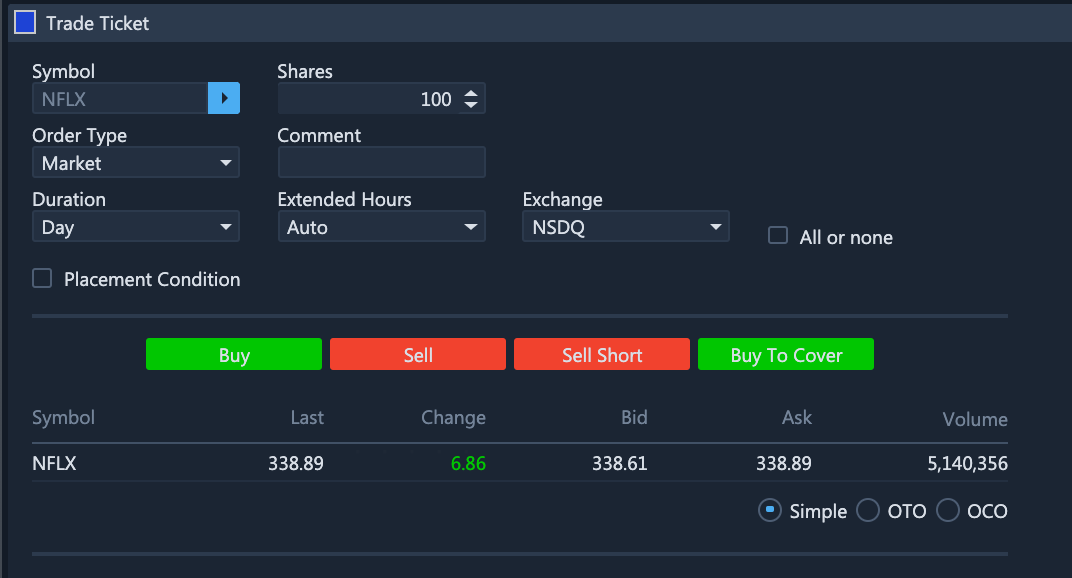 Trade Ticket
Symbol Shares
NFLX 100
Order Type Comment
Market
Duration Extended Hours Exchange
Day Auto NSDQ All or none
Placement Condition
Buy Sell Sell Short Buy To Cover
Symbol Last Change Bid Ask Volume
NFLX 338.89 6.86 338.61 338.89 5,140,356
Simple OTO OCO